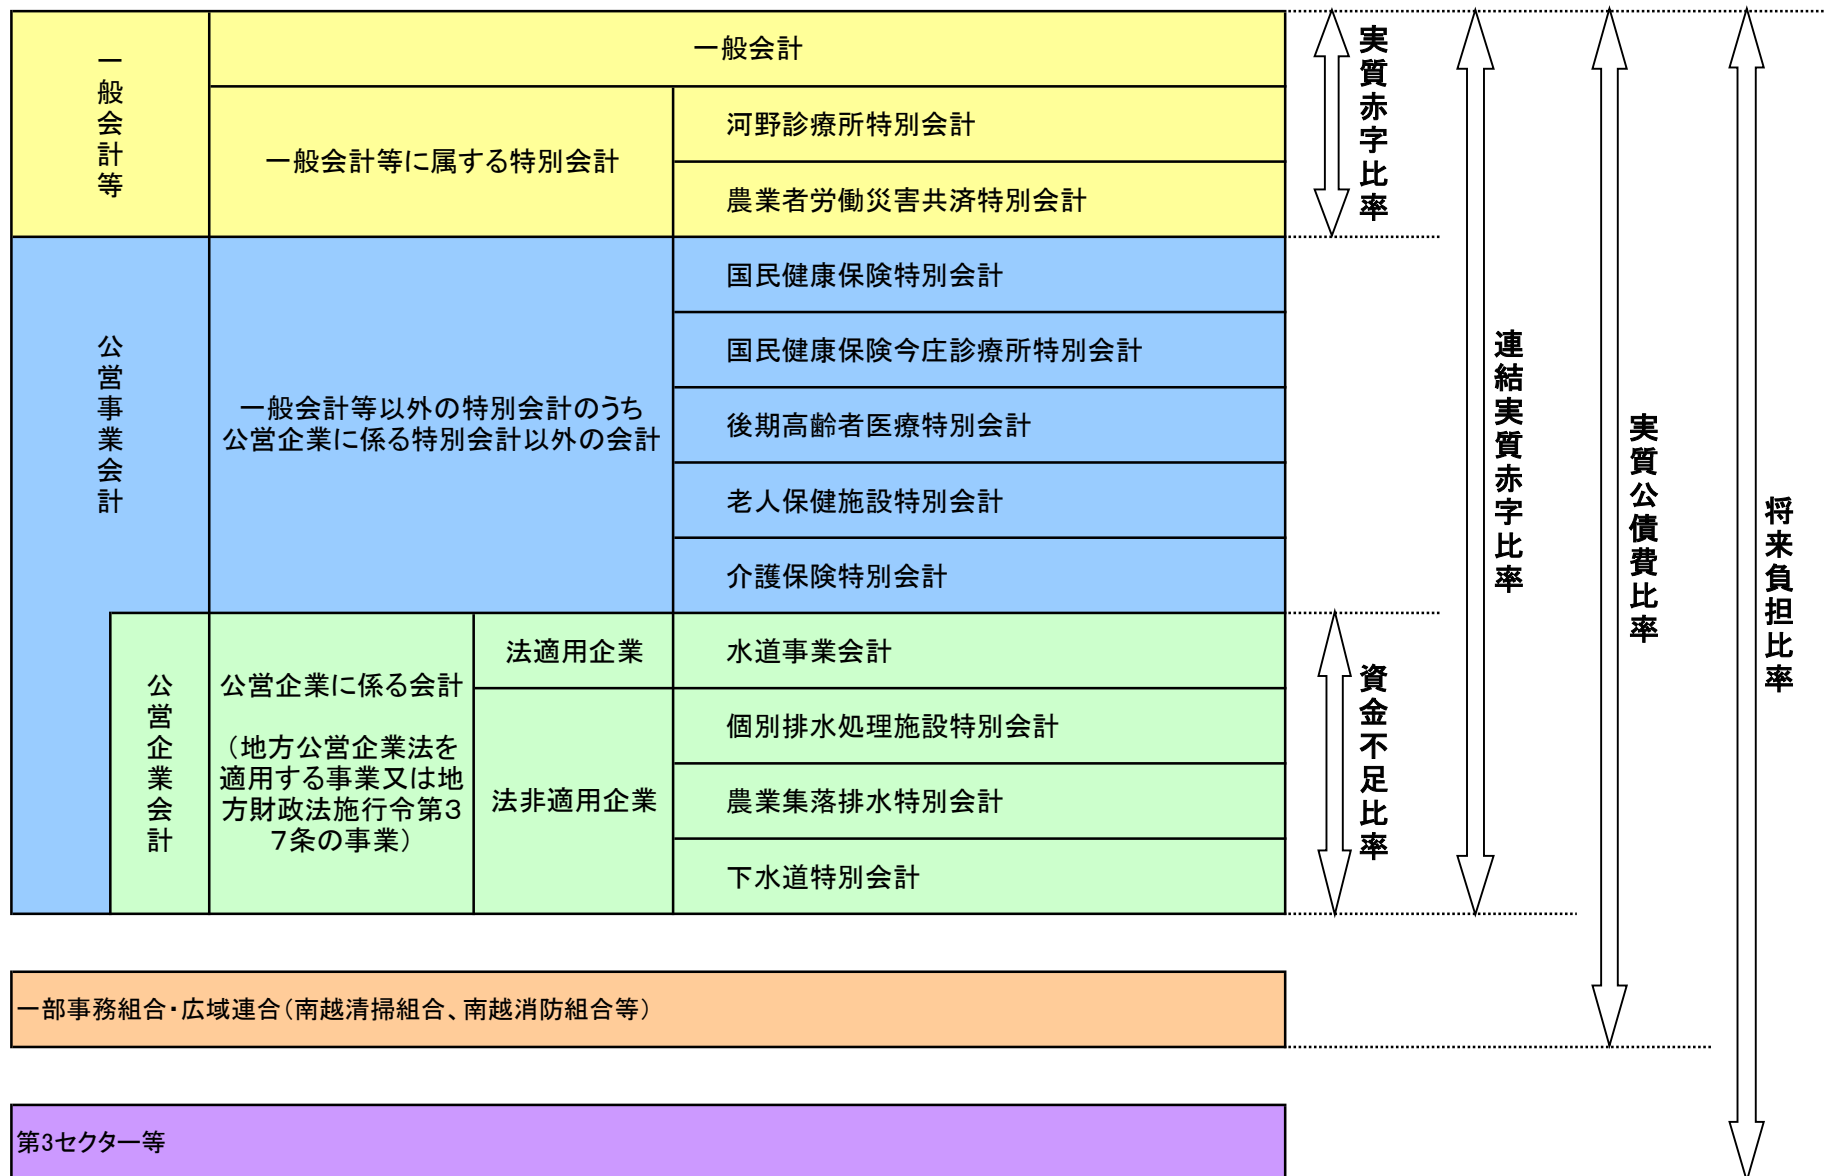 一般会計等
一般会計
一般会計等に属する特別会計
河野診療所特別会計
農業者労働災害共済特別会計
公営事業会計
一般会計等以外の特別会計のうち
公営企業に係る特別会計以外の会計
国民健康保険特別会計
国民健康保険今庄診療所特別会計
後期高齢者医療特別会計
老人保健施設特別会計
介護保険特別会計
公営企業会計
公営企業に係る会計
（地方公営企業法を
適用する事業又は地
方財政法施行令第３
７条の事業）
法適用企業
水道事業会計
法非適用企業
個別排水処理施設特別会計
農業集落排水特別会計
下水道特別会計
一部事務組合・広域連合（南越清掃組合、南越消防組合等）
第3セクター等
実質赤字比率
資金不足比率
連結実質赤字比率
実質公債費比率
将来負担比率